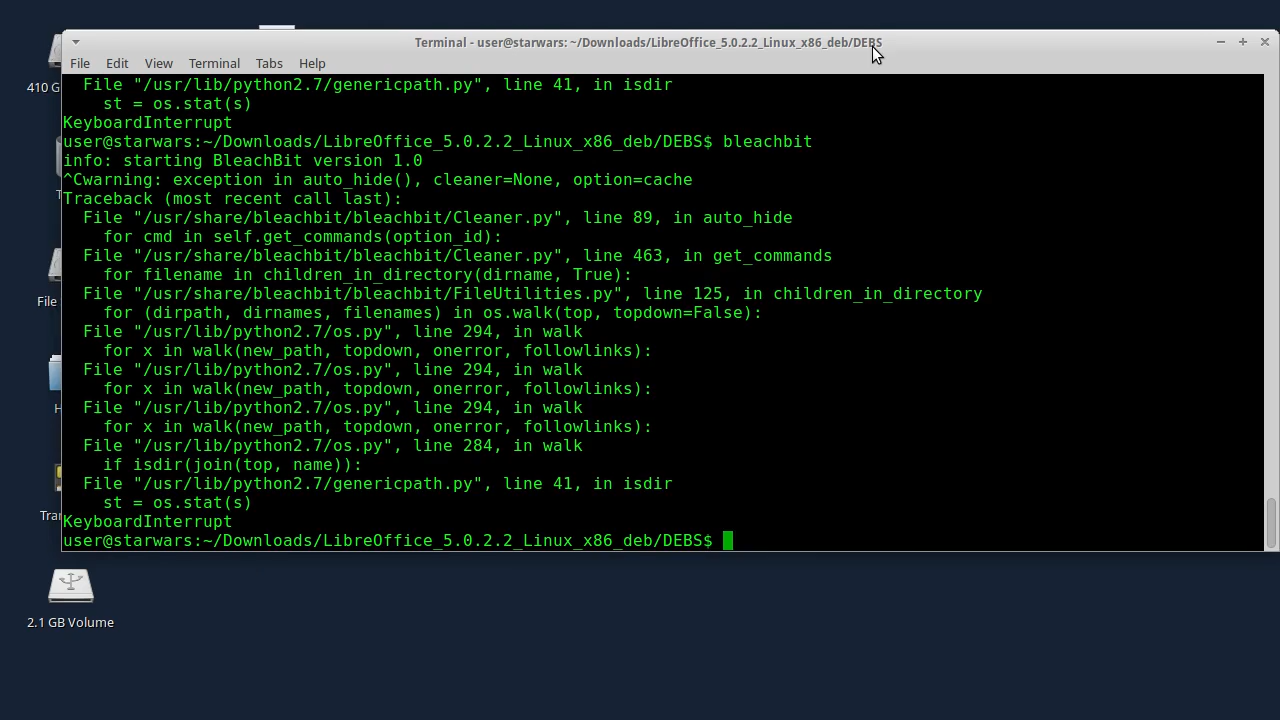 Terminal - user@starwars: ~/Downloads/LibreOffice_5.0.2.2_Linux_x86_deb/DEBS
File Edit View Terminal Tabs Help
  File "/usr/lib/python2.7/genericpath.py", line 41, in isdir
    st = os.stat(s)
KeyboardInterrupt
user@starwars:~/Downloads/LibreOffice_5.0.2.2_Linux_x86_deb/DEBS$ bleachbit
info: starting BleachBit version 1.0
^Cwarning: exception in auto_hide(), cleaner=None, option=cache
Traceback (most recent call last):
  File "/usr/share/bleachbit/bleachbit/Cleaner.py", line 89, in auto_hide
    for cmd in self.get_commands(option_id):
  File "/usr/share/bleachbit/bleachbit/Cleaner.py", line 463, in get_commands
    for filename in children_in_directory(dirname, True):
  File "/usr/share/bleachbit/bleachbit/FileUtilities.py", line 125, in children_in_directory
    for (dirpath, dirnames, filenames) in os.walk(top, topdown=False):
  File "/usr/lib/python2.7/os.py", line 294, in walk
    for x in walk(new_path, topdown, onerror, followlinks):
  File "/usr/lib/python2.7/os.py", line 294, in walk
    for x in walk(new_path, topdown, onerror, followlinks):
  File "/usr/lib/python2.7/os.py", line 294, in walk
    for x in walk(new_path, topdown, onerror, followlinks):
  File "/usr/lib/python2.7/os.py", line 284, in walk
    if isdir(join(top, name)):
  File "/usr/lib/python2.7/genericpath.py", line 41, in isdir
    st = os.stat(s)
KeyboardInterrupt
user@starwars:~/Downloads/LibreOffice_5.0.2.2_Linux_x86_deb/DEBS$
410 G
File
2.1 GB Volume